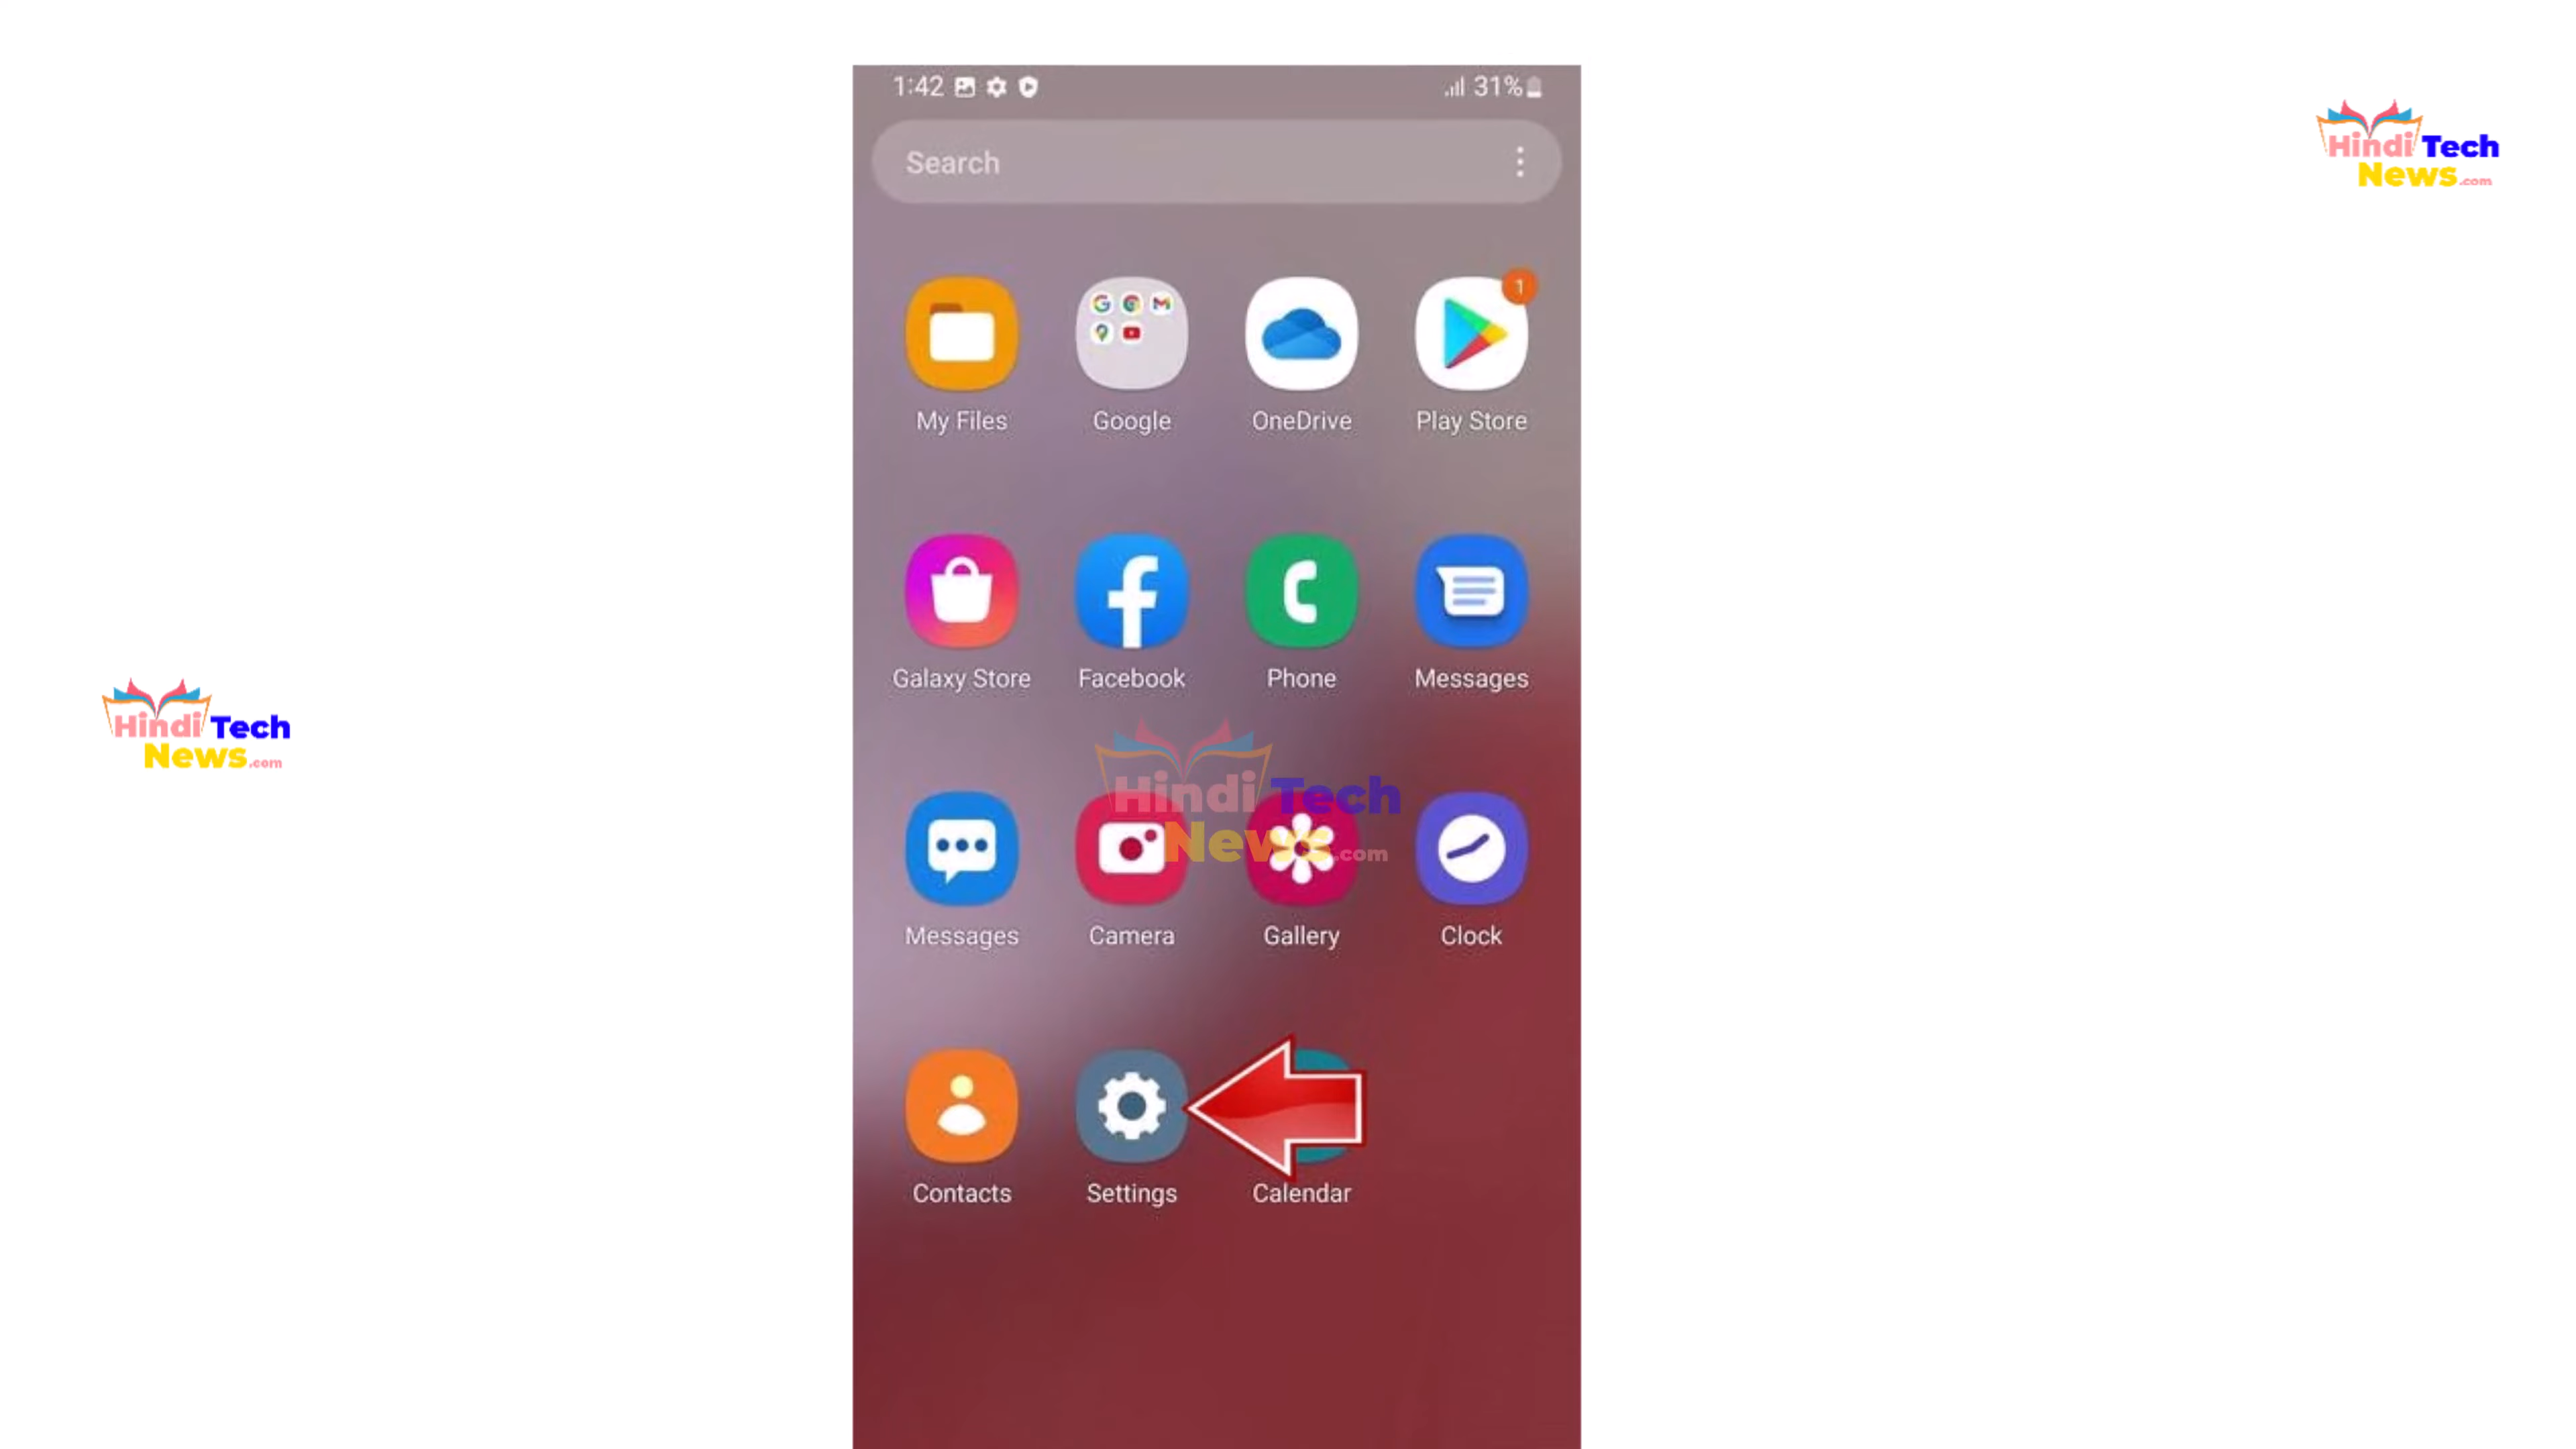 1:42 31%
Search
1
My Files Google OneDrive Play Store
Galaxy Store Facebook Phone Messages
Messages Camera Gallery Clock
Contacts Settings Calendar
Hindi Tech
News.com
Hindi Tech
News.com
Hindi Tech
News.com